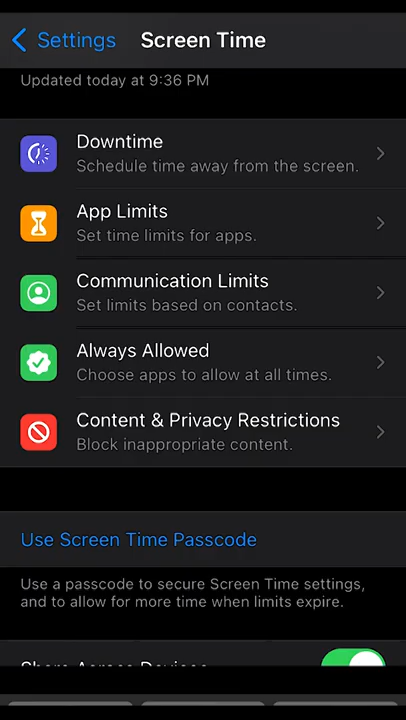 Settings
Screen Time
Updated today at 9:36 PM
Downtime
Schedule time away from the screen.
App Limits
Set time limits for apps.
Communication Limits
Set limits based on contacts.
Always Allowed
Choose apps to allow at all times.
Content & Privacy Restrictions
Block inappropriate content.
Use Screen Time Passcode
Use a passcode to secure Screen Time settings,
and to allow for more time when limits expire.
Share Across Devices